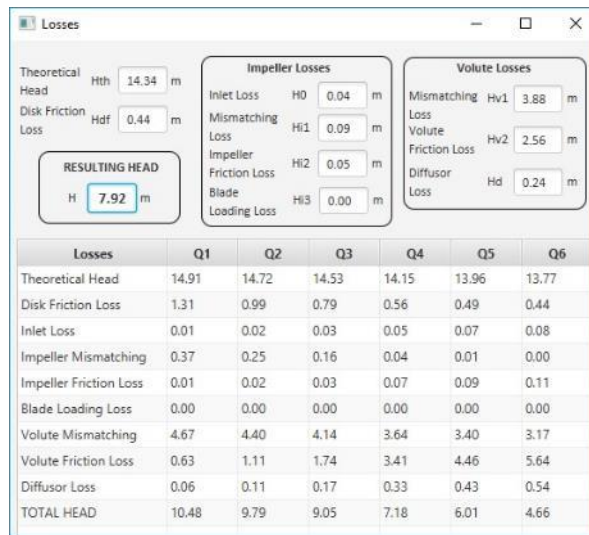 Losses
Theoretical Head Hth 14.34 m
Disk Friction Loss Hdf 0.44 m
RESULTING HEAD
H 7.92 m
Impeller Losses
Inlet Loss H0 0.04 m
Mismatching Loss Hi1 0.09 m
Impeller Friction Loss Hi2 0.05 m
Blade Loading Loss Hi3 0.00 m
Volute Losses
Mismatching Loss Hv1 3.88 m
Volute Friction Loss Hv2 2.56 m
Diffusor Loss Hd 0.24 m
Losses Q1 Q2 Q3 Q4 Q5 Q6
Theoretical Head 14.91 14.72 14.53 14.15 13.96 13.77
Disk Friction Loss 1.31 0.99 0.79 0.56 0.49 0.44
Inlet Loss 0.01 0.02 0.03 0.05 0.07 0.08
Impeller Mismatching 0.37 0.25 0.16 0.04 0.01 0.00
Impeller Friction Loss 0.01 0.02 0.03 0.07 0.09 0.11
Blade Loading Loss 0.00 0.00 0.00 0.00 0.00 0.00
Volute Mismatching 4.67 4.40 4.14 3.64 3.40 3.17
Volute Friction Loss 0.63 1.11 1.74 3.41 4.46 5.64
Diffusor Loss 0.06 0.11 0.17 0.33 0.43 0.54
TOTAL HEAD 10.48 9.79 9.05 7.18 6.01 4.66